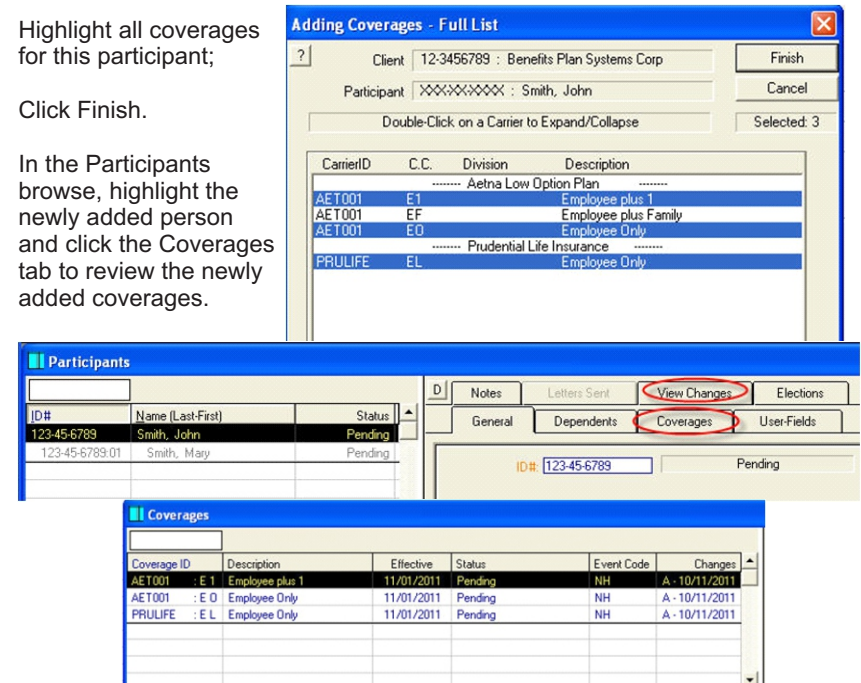 Highlight all coverages
for this participant;
Click Finish.
In the Participants
browse, highlight the
newly added person
and click the Coverages
tab to review the newly
added coverages.
Adding Coverages - Full List
? Client 12-3456789 : Benefits Plan Systems Corp Finish
Participant XXX-XX-XXXX : Smith, John Cancel
Double-Click on a Carrier to Expand/Collapse Selected: 3
CarrierID C.C. Division Description
-------- Aetna Low Option Plan --------
AET001 E1 Employee plus 1
AET001 EF Employee plus Family
AET001 EO Employee Only
-------- Prudential Life Insurance --------
PRULIFE EL Employee Only
Participants
D Notes Letters Sent View Changes Elections
ID# Name (Last-First) Status General Dependents Coverages User-Fields
123-45-6789 Smith, John Pending
123-45-6789:01 Smith, Mary Pending
ID#: 123-45-6789 Pending
Coverages
Coverage ID Description Effective Status Event Code Changes
AET001 : E 1 Employee plus 1 11/01/2011 Pending NH A - 10/11/2011
AET001 : E O Employee Only 11/01/2011 Pending NH A - 10/11/2011
PRULIFE : E L Employee Only 11/01/2011 Pending NH A - 10/11/2011